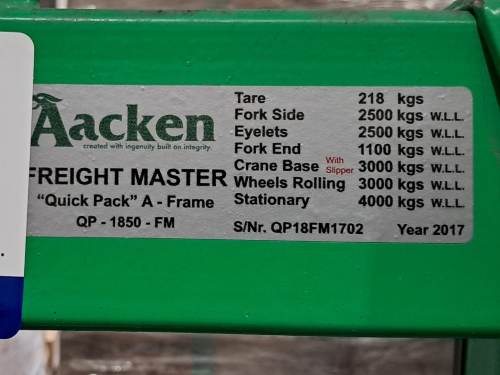 Aacken
created with ingenuity built on integrity.
FREIGHT MASTER
"Quick Pack" A - Frame
QP - 1850 - FM
Tare 218 kgs
Fork Side 2500 kgs W.L.L.
Eyelets 2500 kgs W.L.L.
Fork End 1100 kgs W.L.L.
Crane Base With Slipper 3000 kgs W.L.L.
Wheels Rolling 3000 kgs W.L.L.
Stationary 4000 kgs W.L.L.
S/Nr. QP18FM1702 Year 2017